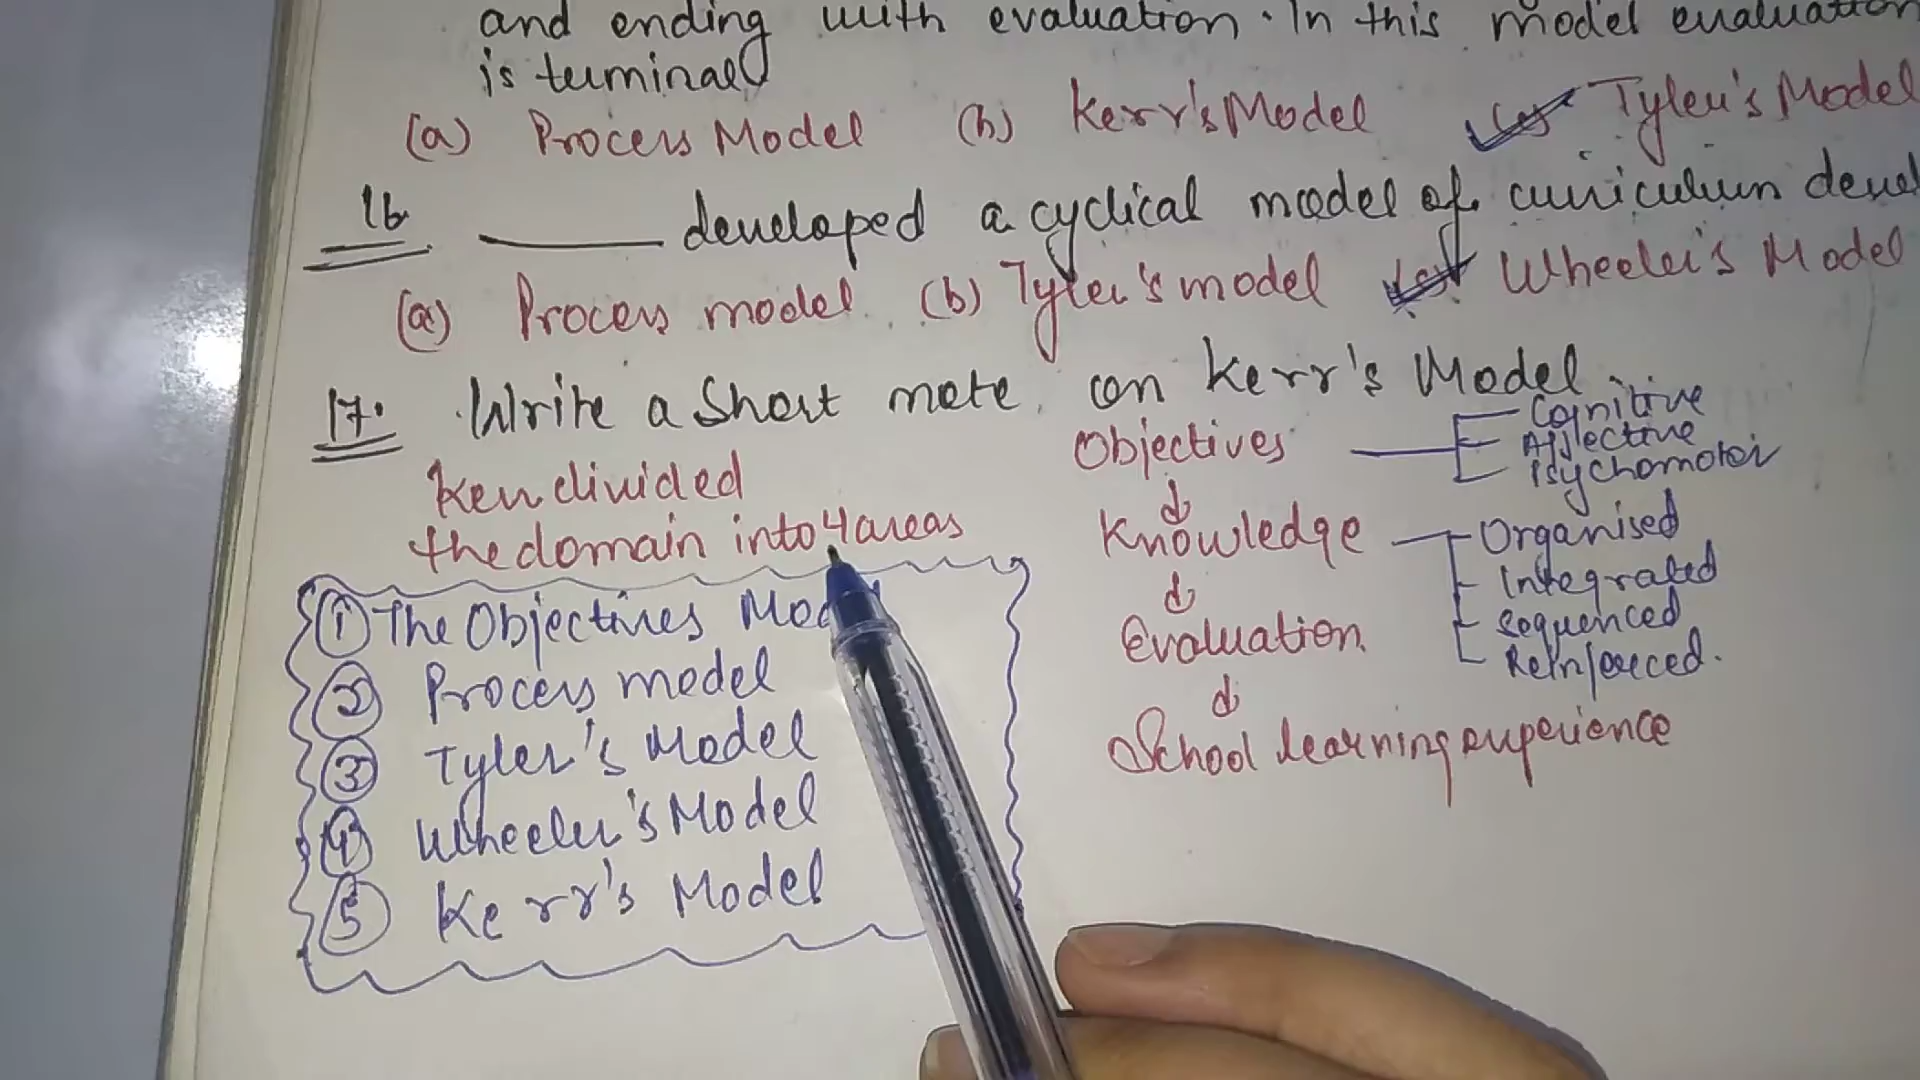 and ending with evaluation. In this model evaluation
is terminal
(a) Process Model (b) Kerr's Model (c) Tyler's Model
16 ______ developed a cyclical model of curriculum devel
(a) Process model (b) Tyler's model (c) Wheeler's Model
17. Write a Short note on Kerr's Model.
Kerr divided
the domain into 4 areas
① The Objectives Mod
② Process model
③ Tyler's Model
④ Wheeler's Model
⑤ Kerr's Model
Objectives
Cognitive
Affective
Psychomotor
Knowledge
Organised
Integrated
Sequenced
Reinforced.
Evaluation.
School learning experience